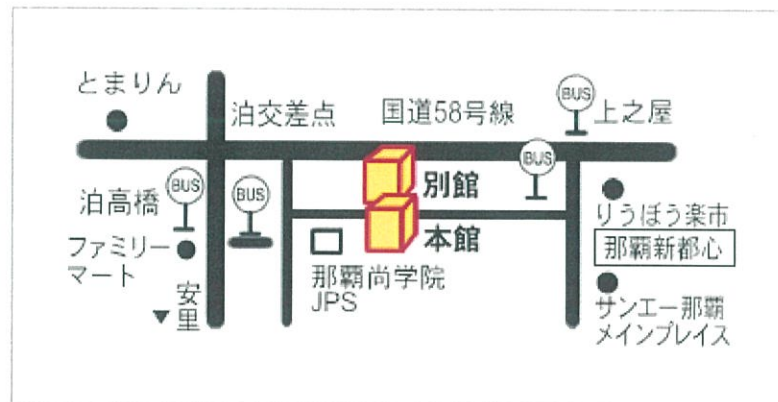 とまりん
BUS
泊交差点
国道58号線
上之屋
BUS
別館
泊高橋
BUS
BUS
りうぼう楽市
本館
ファミリー
マート
那覇新都心
那覇尚学院
JPS
安里
サンエー那覇
メインプレイス